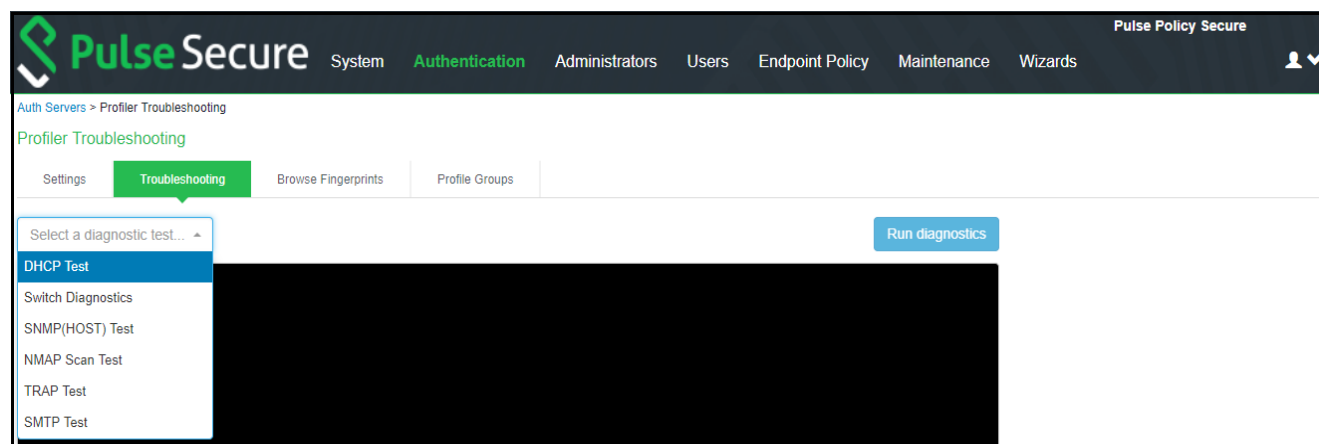 Pulse Policy Secure
Pulse Secure System Authentication Administrators Users Endpoint Policy Maintenance Wizards
Auth Servers > Profiler Troubleshooting
Profiler Troubleshooting
Settings Troubleshooting Browse Fingerprints Profile Groups
Select a diagnostic test... Run diagnostics
DHCP Test
Switch Diagnostics
SNMP(HOST) Test
NMAP Scan Test
TRAP Test
SMTP Test